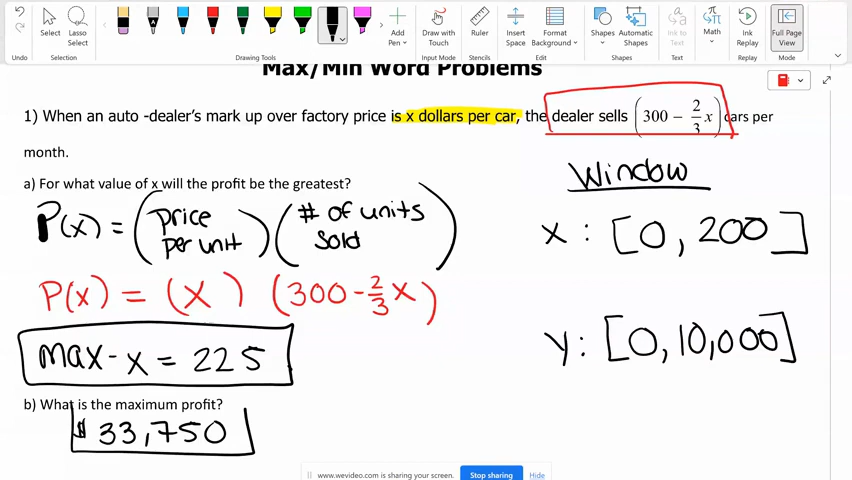 Undo
Select
Lasso
Select
Selection
Drawing Tools
Add
Pen
Draw with
Touch
Touch
Ruler
Stencils
Insert
Space
Format
Background
Edit
Shapes
Automatic
Shapes
Shapes
Ink to
Text
Text
Math
Math
Ink
Replay
Replay
Full Page
View
Mode
Max/Min Word Problems
1) When an auto -dealer's mark up over factory price is x dollars per car, the dealer sells (300 − 2/3 x) cars per
month.
a) For what value of x will the profit be the greatest?
Window
P(x) = (price per unit) (# of units sold)
x : [0, 200]
P(x) = (x) (300 - 2/3 x)
max - x = 225
y : [0, 10,000]
b) What is the maximum profit?
$ 33,750
www.wevideo.com is sharing your screen.
Stop sharing
Hide